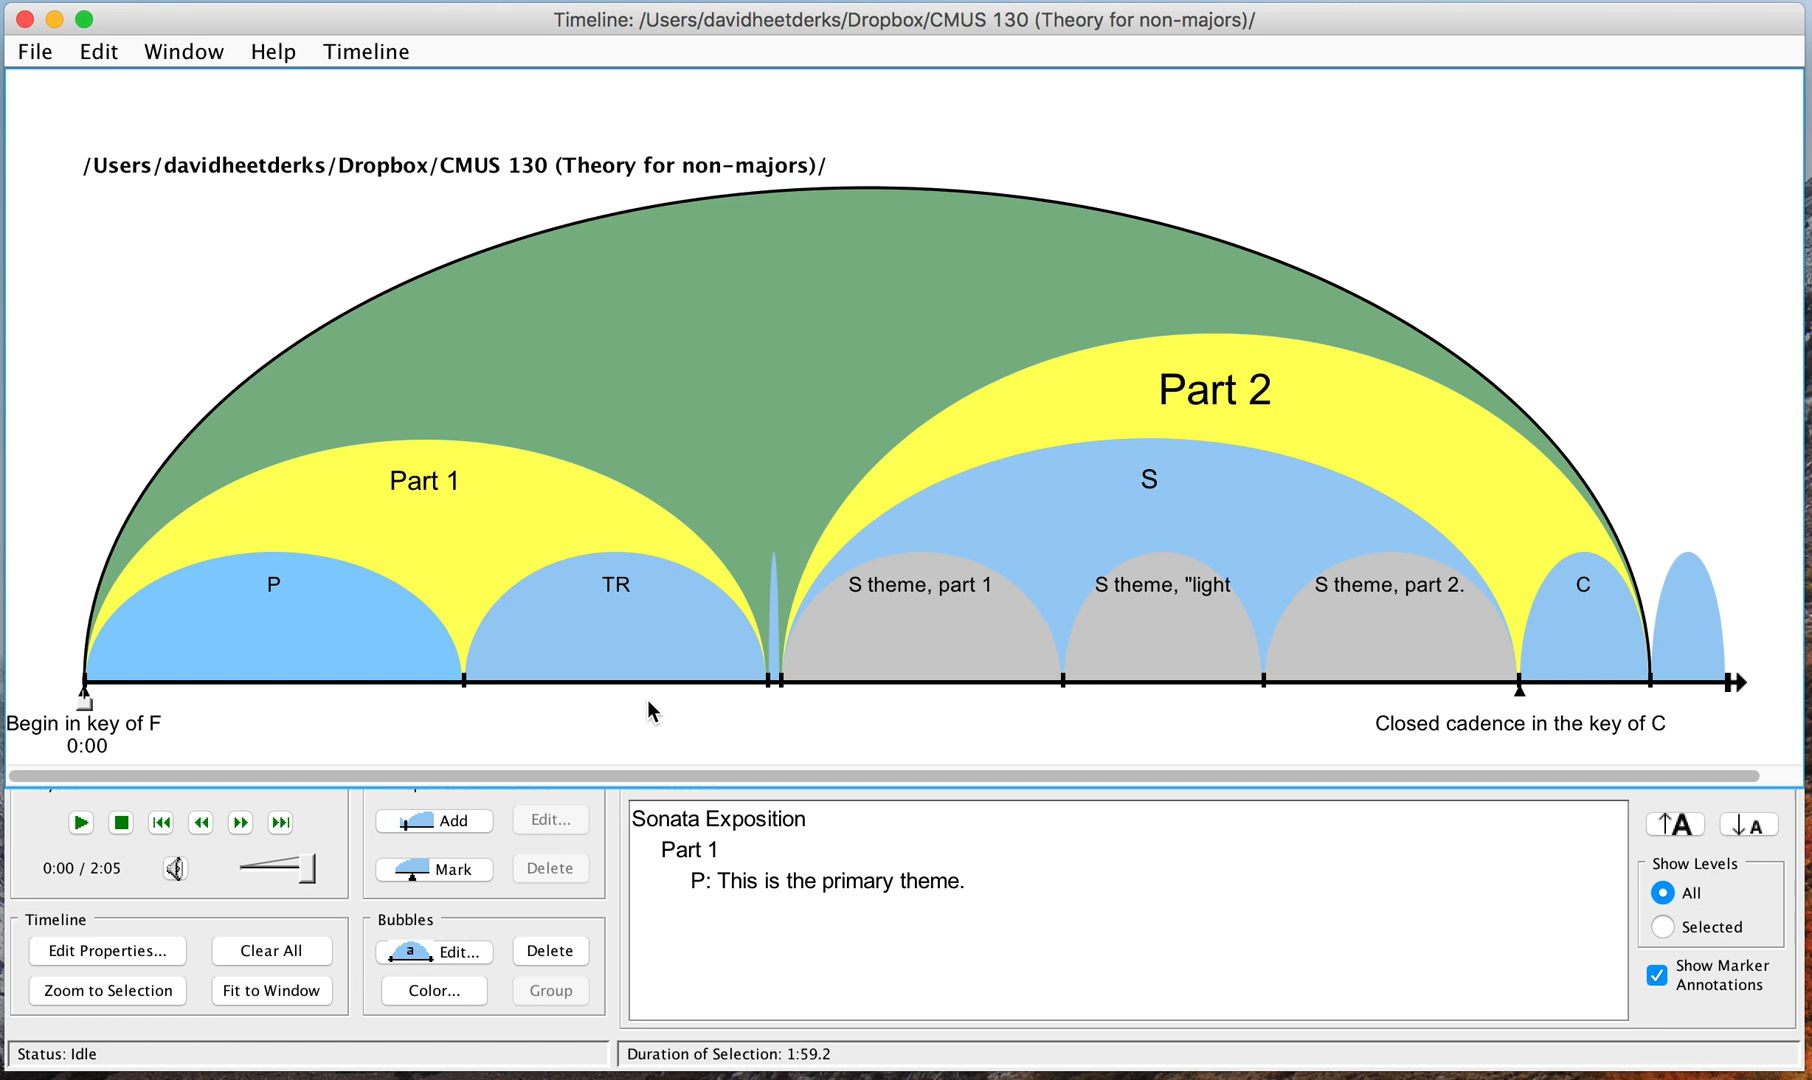 Timeline: /Users/davidheetderks/Dropbox/CMUS 130 (Theory for non-majors)/
File Edit Window Help Timeline
/Users/davidheetderks/Dropbox/CMUS 130 (Theory for non-majors)/
Part 2
Part 1
S
P
TR
S theme, part 1
S theme, "light
S theme, part 2.
C
Begin in key of F
0:00
Closed cadence in the key of C
Add
Edit...
0:00 / 2:05
Mark
Delete
Timeline
Edit Properties...
Clear All
Zoom to Selection
Fit to Window
Bubbles
a
Edit...
Delete
Color...
Group
Sonata Exposition
Part 1
P: This is the primary theme.
↑A
↓A
Show Levels
All
Selected
Show Marker
Annotations
Status: Idle
Duration of Selection: 1:59.2